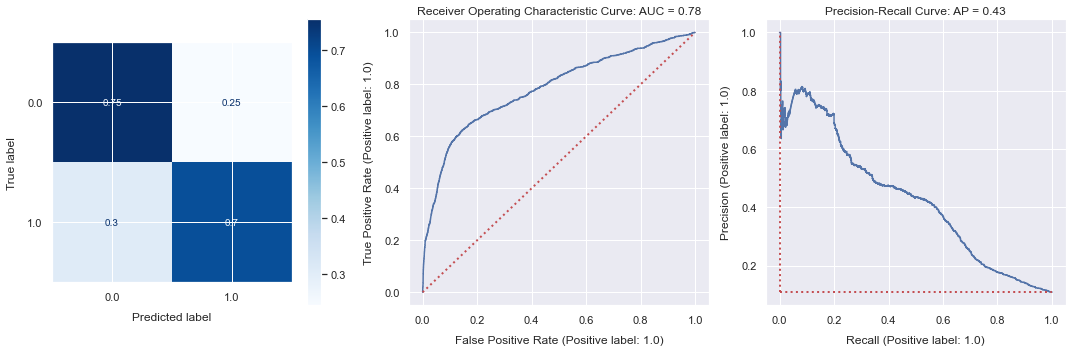 0.75
0.25
0.3
0.7
0.0
1.0
True label
0.0
1.0
Predicted label
0.7
0.6
0.5
0.4
0.3
Receiver Operating Characteristic Curve: AUC = 0.78
1.0
0.8
0.6
0.4
0.2
0.0
True Positive Rate (Positive label: 1.0)
0.0 0.2 0.4 0.6 0.8 1.0
False Positive Rate (Positive label: 1.0)
Precision-Recall Curve: AP = 0.43
1.0
0.8
0.6
0.4
0.2
Precision (Positive label: 1.0)
0.0 0.2 0.4 0.6 0.8 1.0
Recall (Positive label: 1.0)